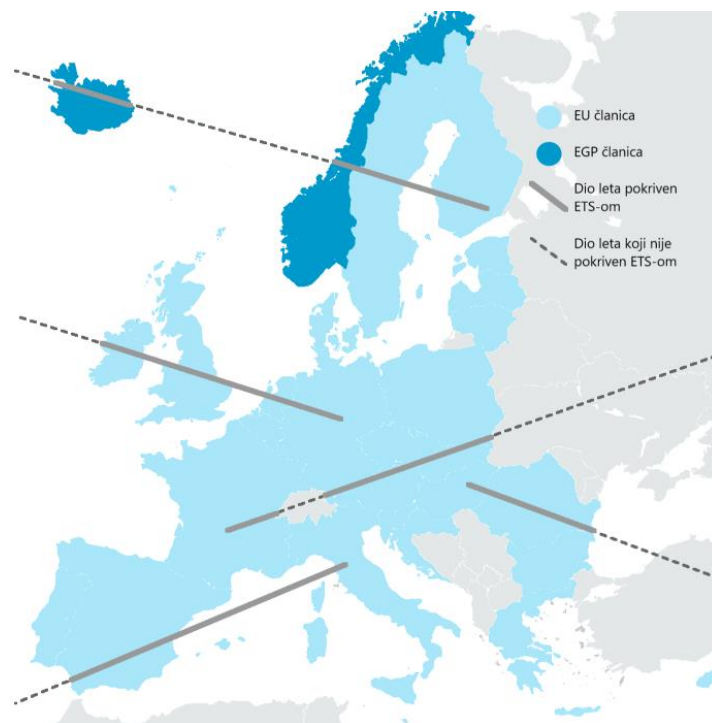 EU članica
EGP članica
Dio leta pokriven
ETS-om
Dio leta koji nije
pokriven ETS-om